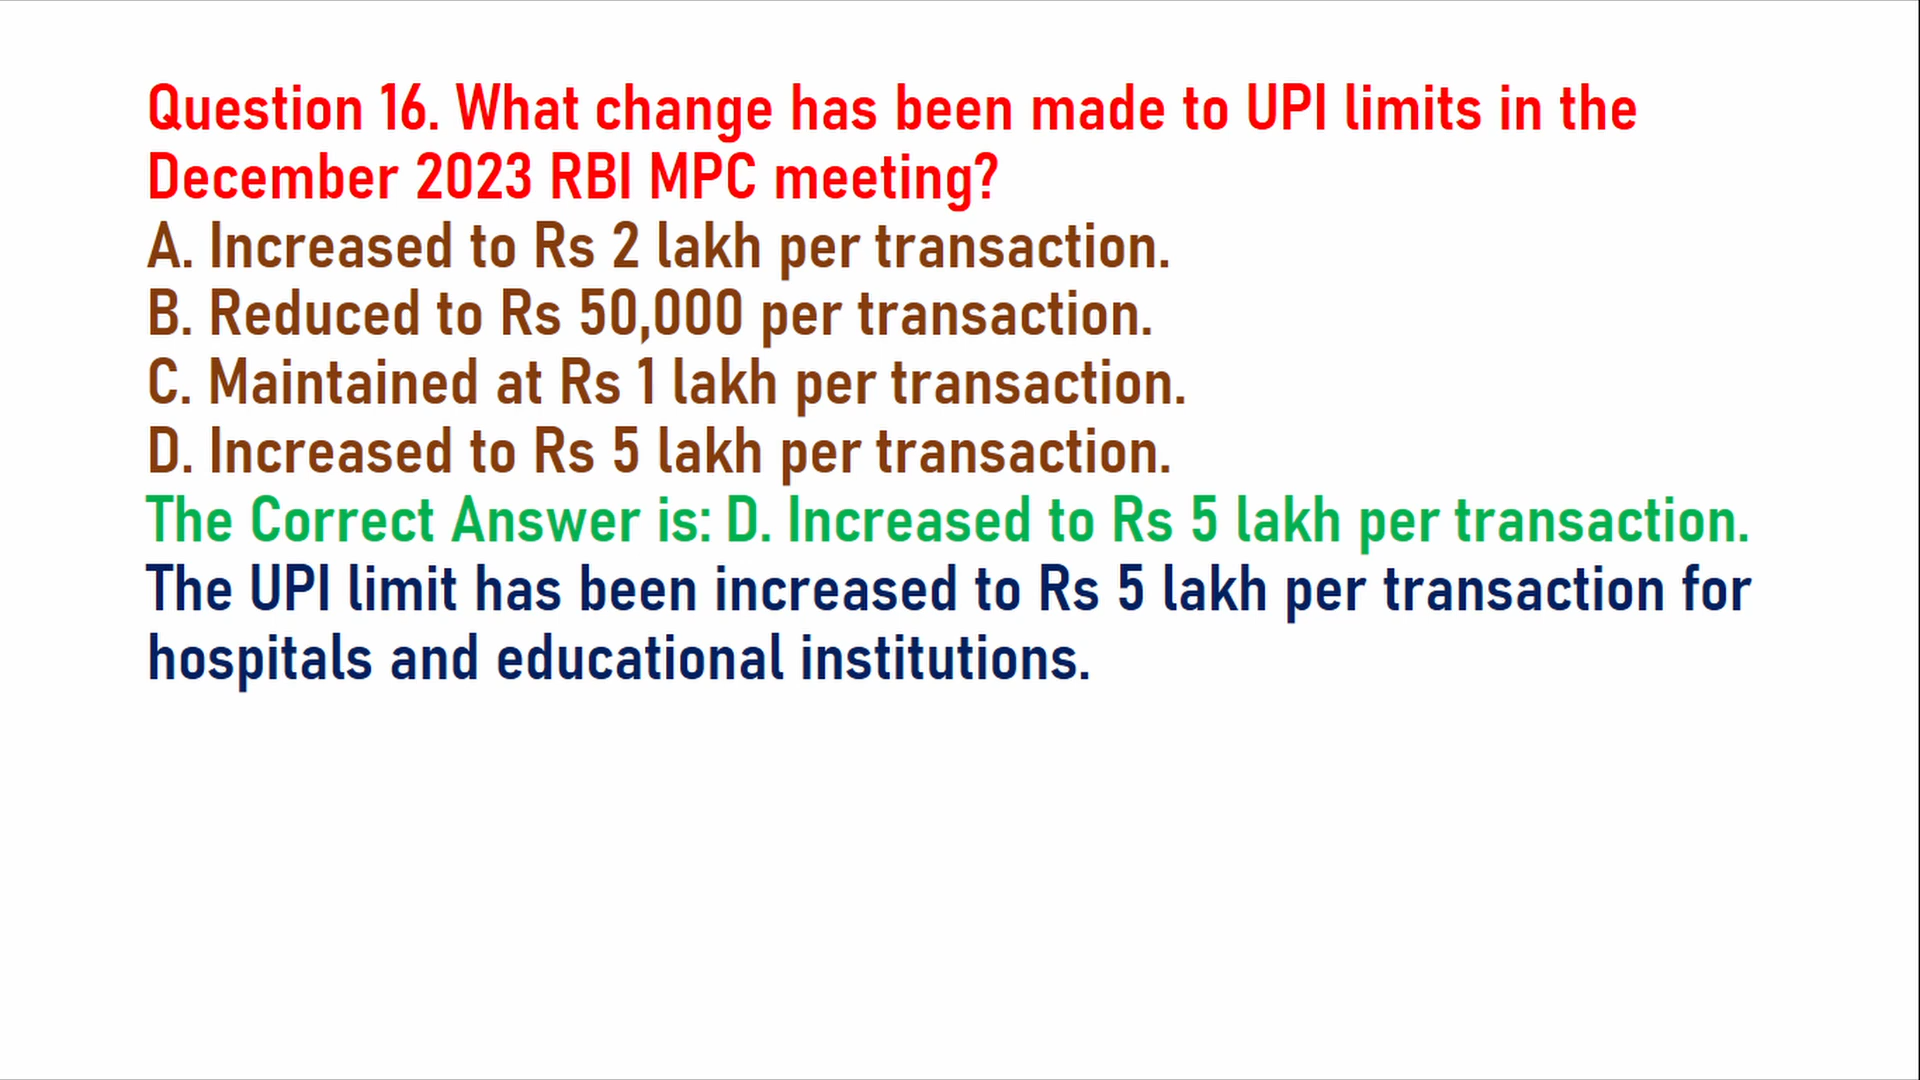 Question 16. What change has been made to UPI limits in the
December 2023 RBI MPC meeting?
A. Increased to Rs 2 lakh per transaction.
B. Reduced to Rs 50,000 per transaction.
C. Maintained at Rs 1 lakh per transaction.
D. Increased to Rs 5 lakh per transaction.
The Correct Answer is: D. Increased to Rs 5 lakh per transaction.
The UPI limit has been increased to Rs 5 lakh per transaction for
hospitals and educational institutions.